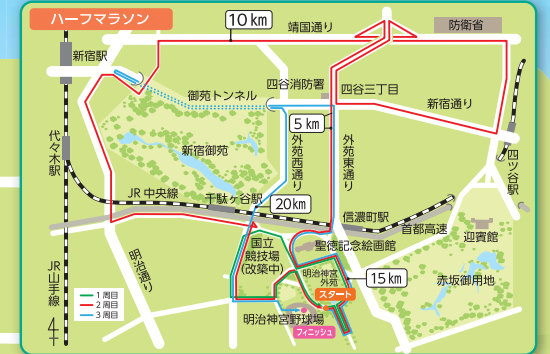 ハーフマラソン
10km
靖国通り
防衛省
新宿駅
御苑トンネル
四谷消防署
四谷三丁目
新宿通り
5km
新宿御苑
外苑西通り
外苑東通り
代々木駅
四ツ谷駅
JR 中央線
千駄ヶ谷駅
20km
信濃町駅
首都高速
迎賓館
国立
競技場
(改築中)
聖徳記念絵画館
明治通り
明治神宮
外苑
15km
赤坂御用地
JR山手線
スタート
1周目
2周目
3周目
明治神宮野球場
フィニッシュ
4